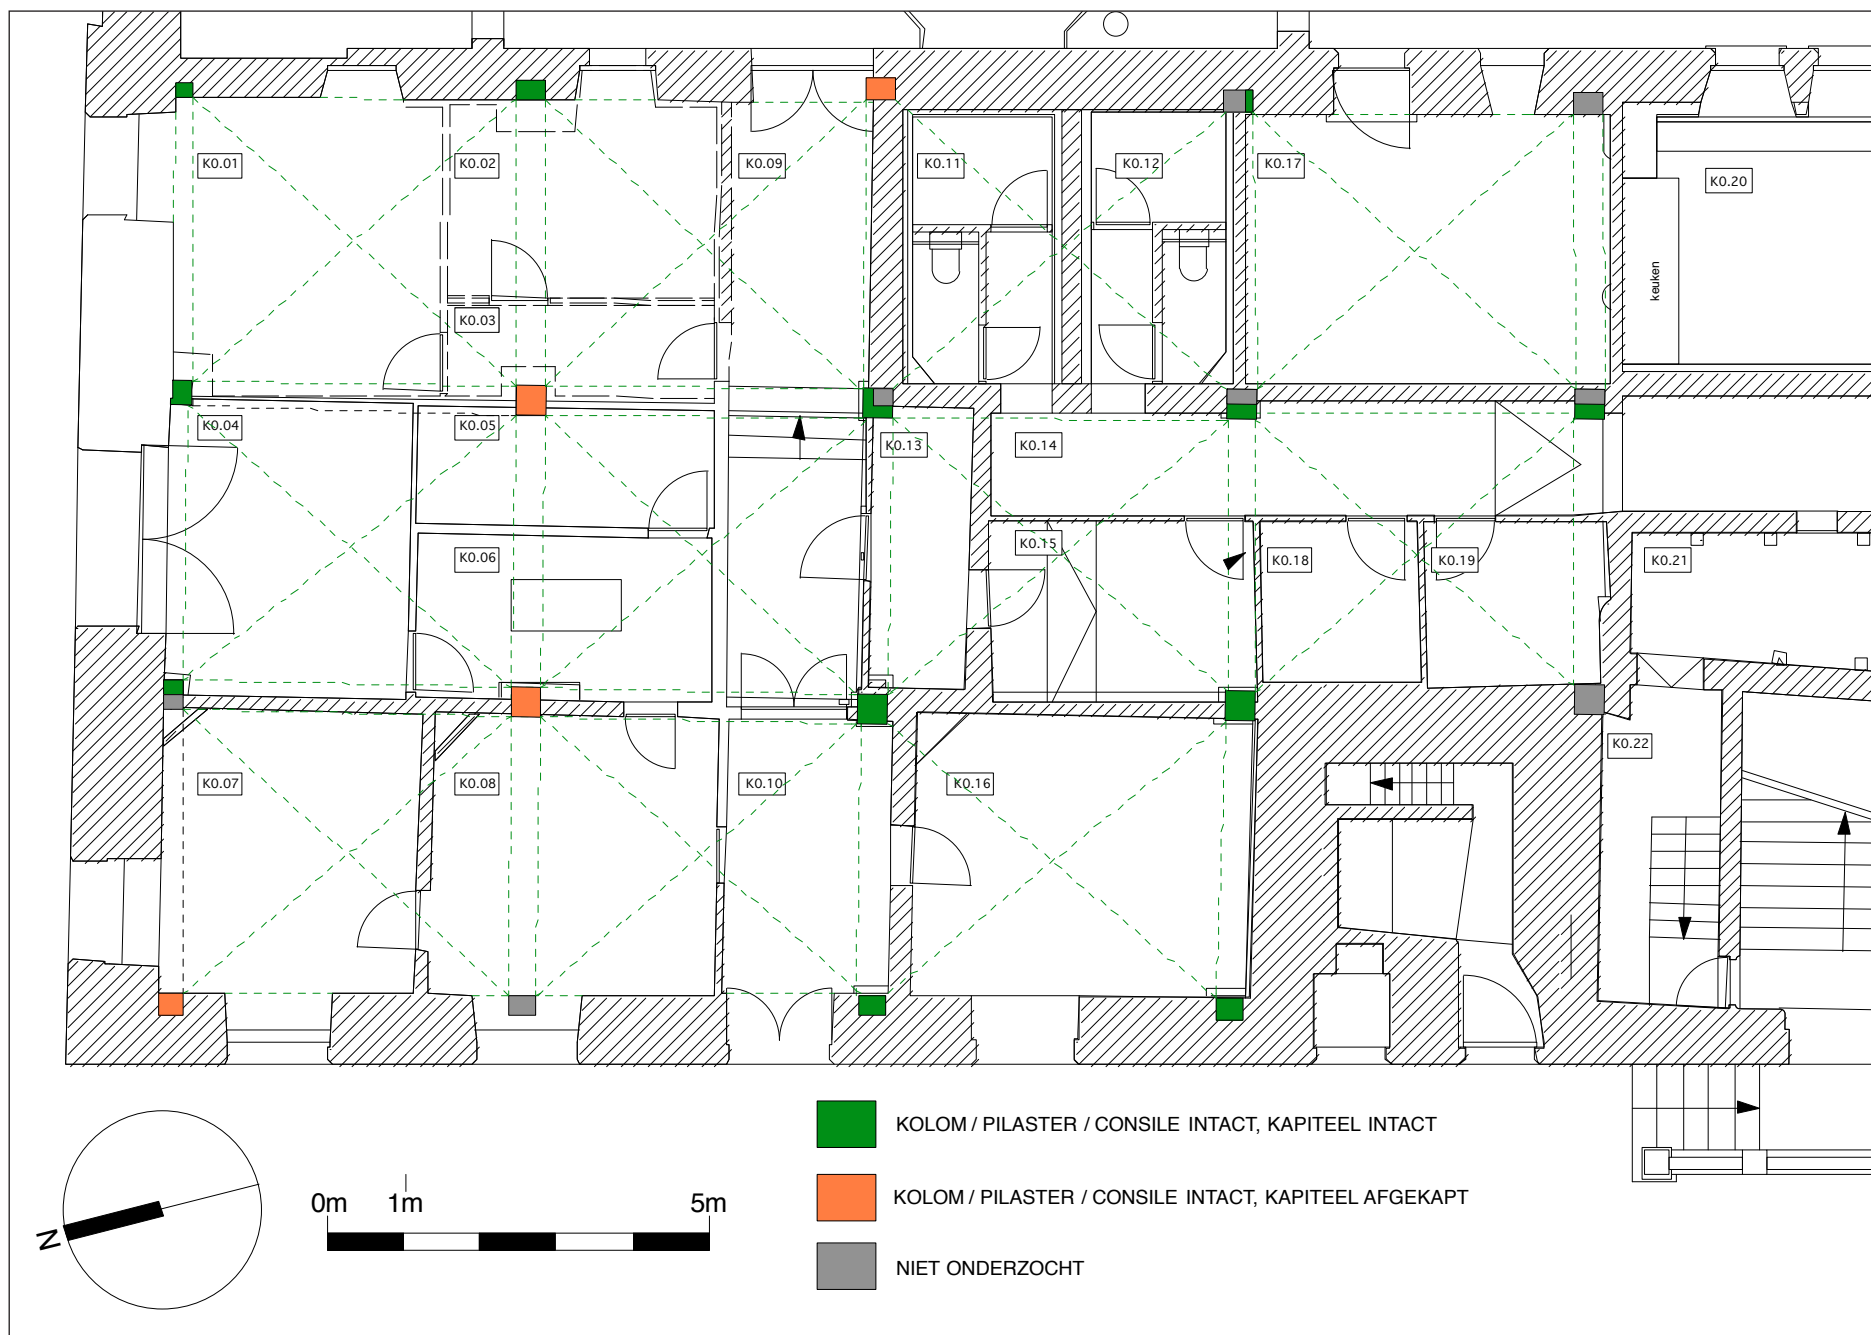 K0.01
K0.02
K0.09
K0.11
K0.12
K0.17
K0.20
keuken
K0.03
K0.04
K0.05
K0.13
K0.14
K0.06
K0.15
K0.18
K0.19
K0.21
K0.22
K0.07
K0.08
K0.10
K0.16
KOLOM / PILASTER / CONSILE INTACT, KAPITEEL INTACT
KOLOM / PILASTER / CONSILE INTACT, KAPITEEL AFGEKAPT
NIET ONDERZOCHT
0m 1m 5m
N